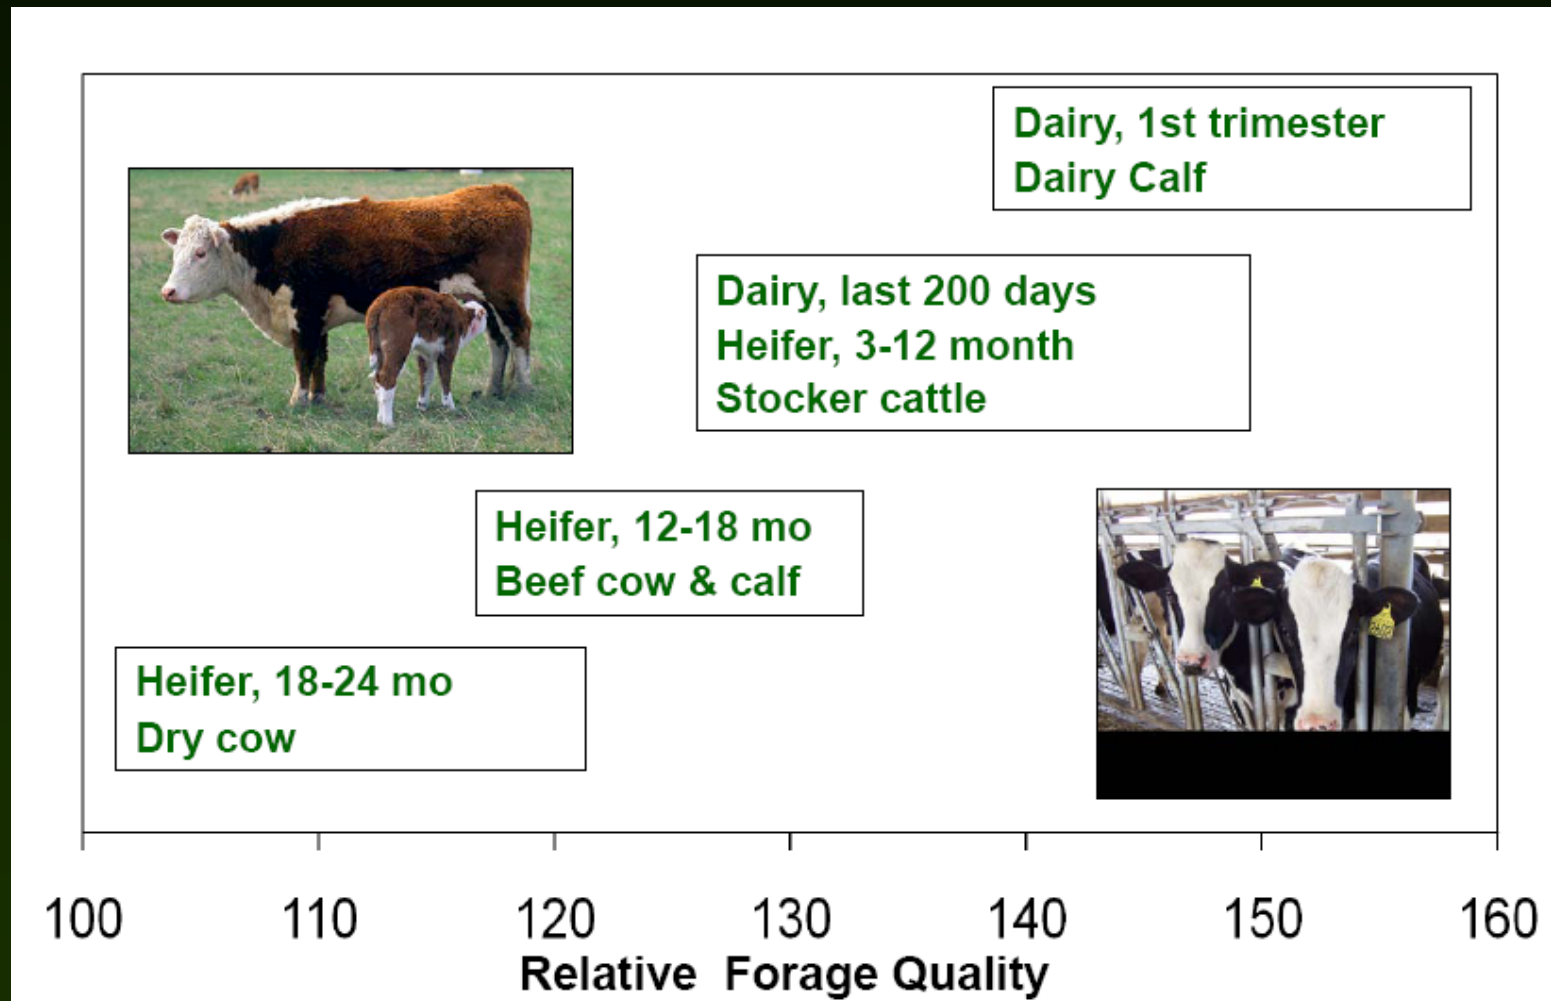 Dairy, 1st trimester
Dairy Calf
Dairy, last 200 days
Heifer, 3-12 month
Stocker cattle
Heifer, 12-18 mo
Beef cow & calf
Heifer, 18-24 mo
Dry cow
100 110 120 130 140 150 160
Relative Forage Quality